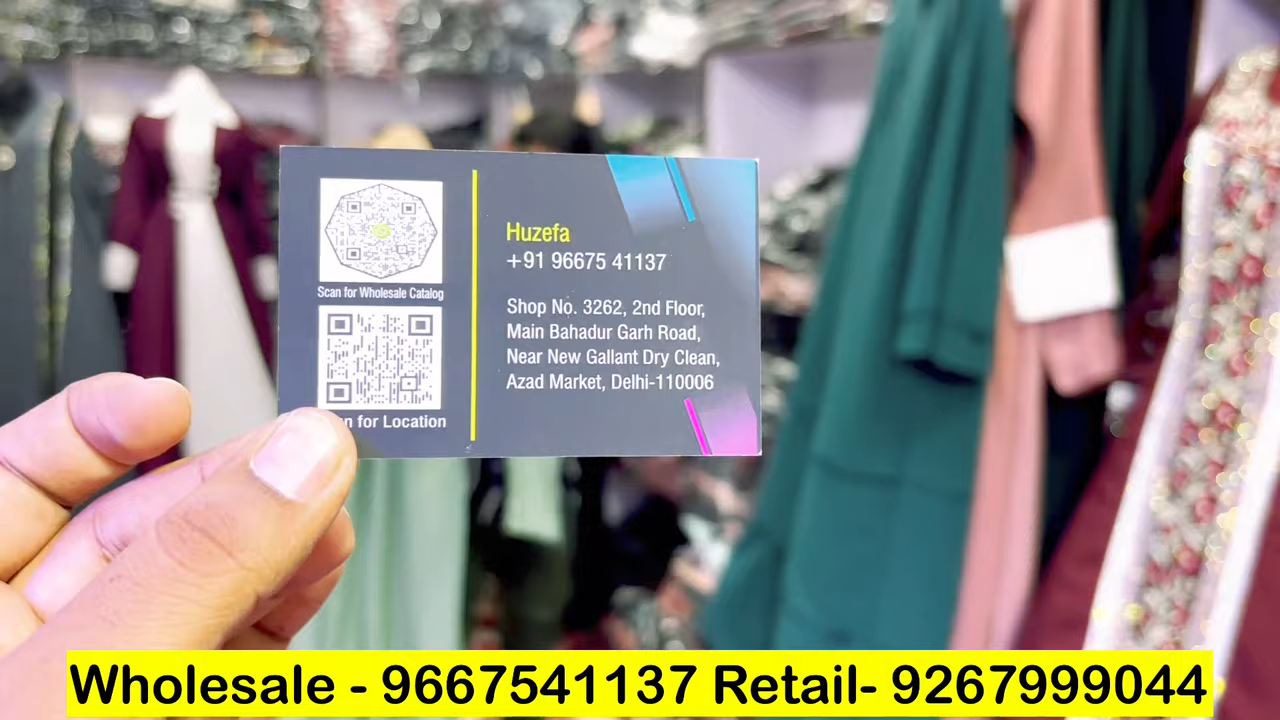 Scan for Wholesale Catalog
n for Location
Huzefa
+91 96675 41137
Shop No. 3262, 2nd Floor,
Main Bahadur Garh Road,
Near New Gallant Dry Clean,
Azad Market, Delhi-110006
Wholesale - 9667541137 Retail- 9267999044